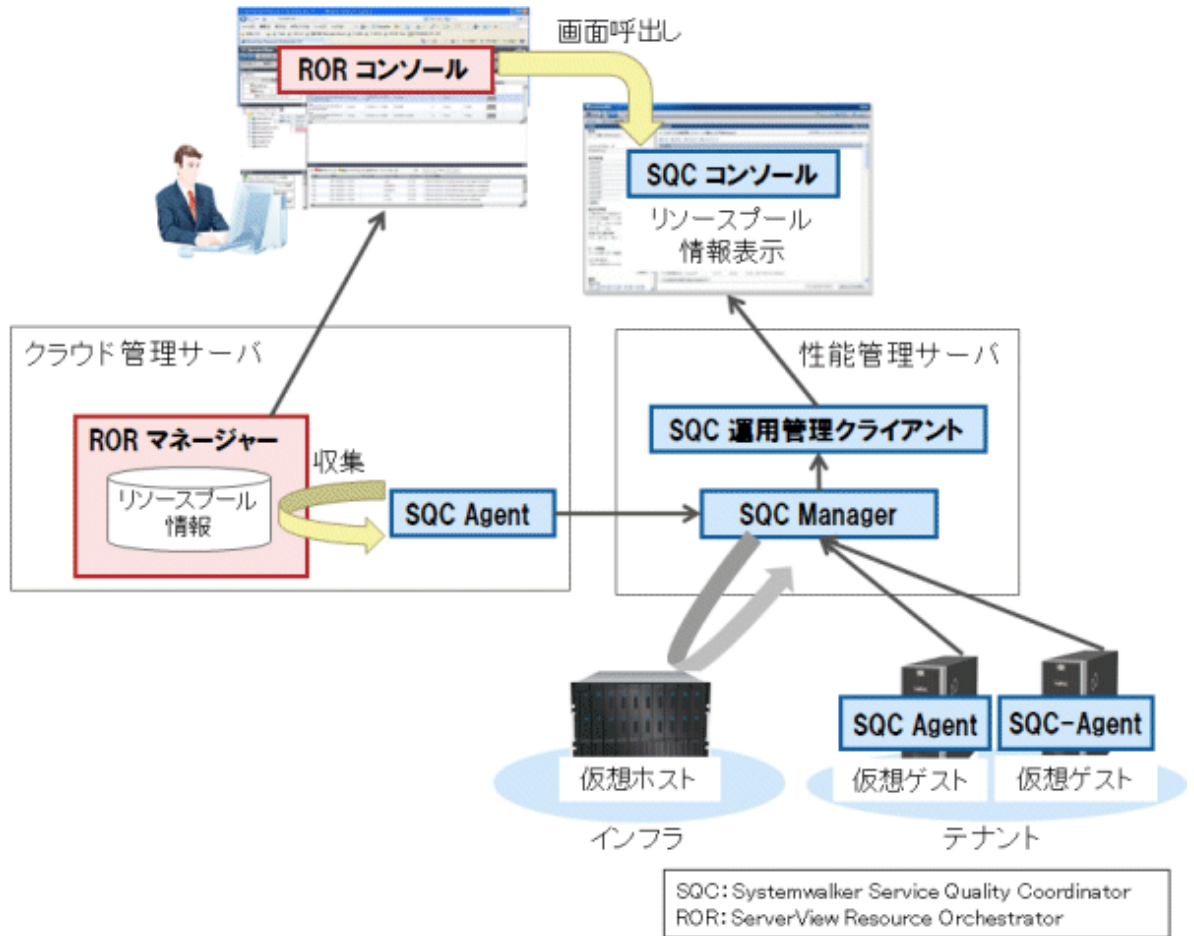 画面呼出し
ROR コンソール
SQC コンソール
リソースプール
情報表示
クラウド管理サーバ
性能管理サーバ
ROR マネージャー
SQC 運用管理クライアント
収集
リソースプール
情報
SQC Agent
SQC Manager
SQC Agent
SQC-Agent
仮想ホスト
仮想ゲスト
仮想ゲスト
インフラ
テナント
SQC：Systemwalker Service Quality Coordinator
ROR：ServerView Resource Orchestrator